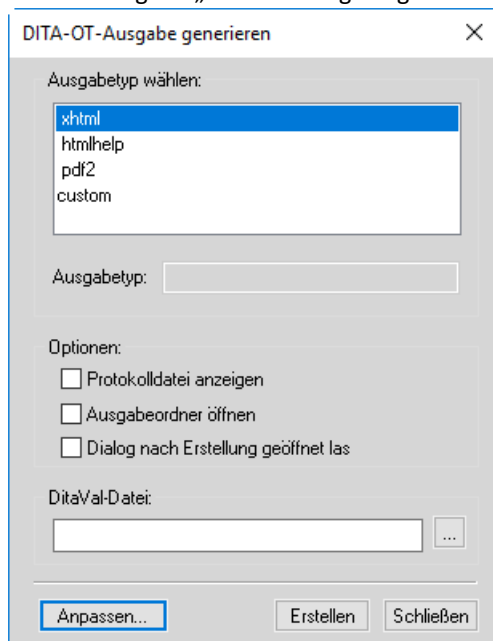 DITA-OT-Ausgabe generieren
Ausgabetyp wählen:
xhtml
htmlhelp
pdf2
custom
Ausgabetyp:
Optionen:
Protokolldatei anzeigen
Ausgabeordner öffnen
Dialog nach Erstellung geöffnet las
DitaVal-Datei:
...
Anpassen... Erstellen Schließen